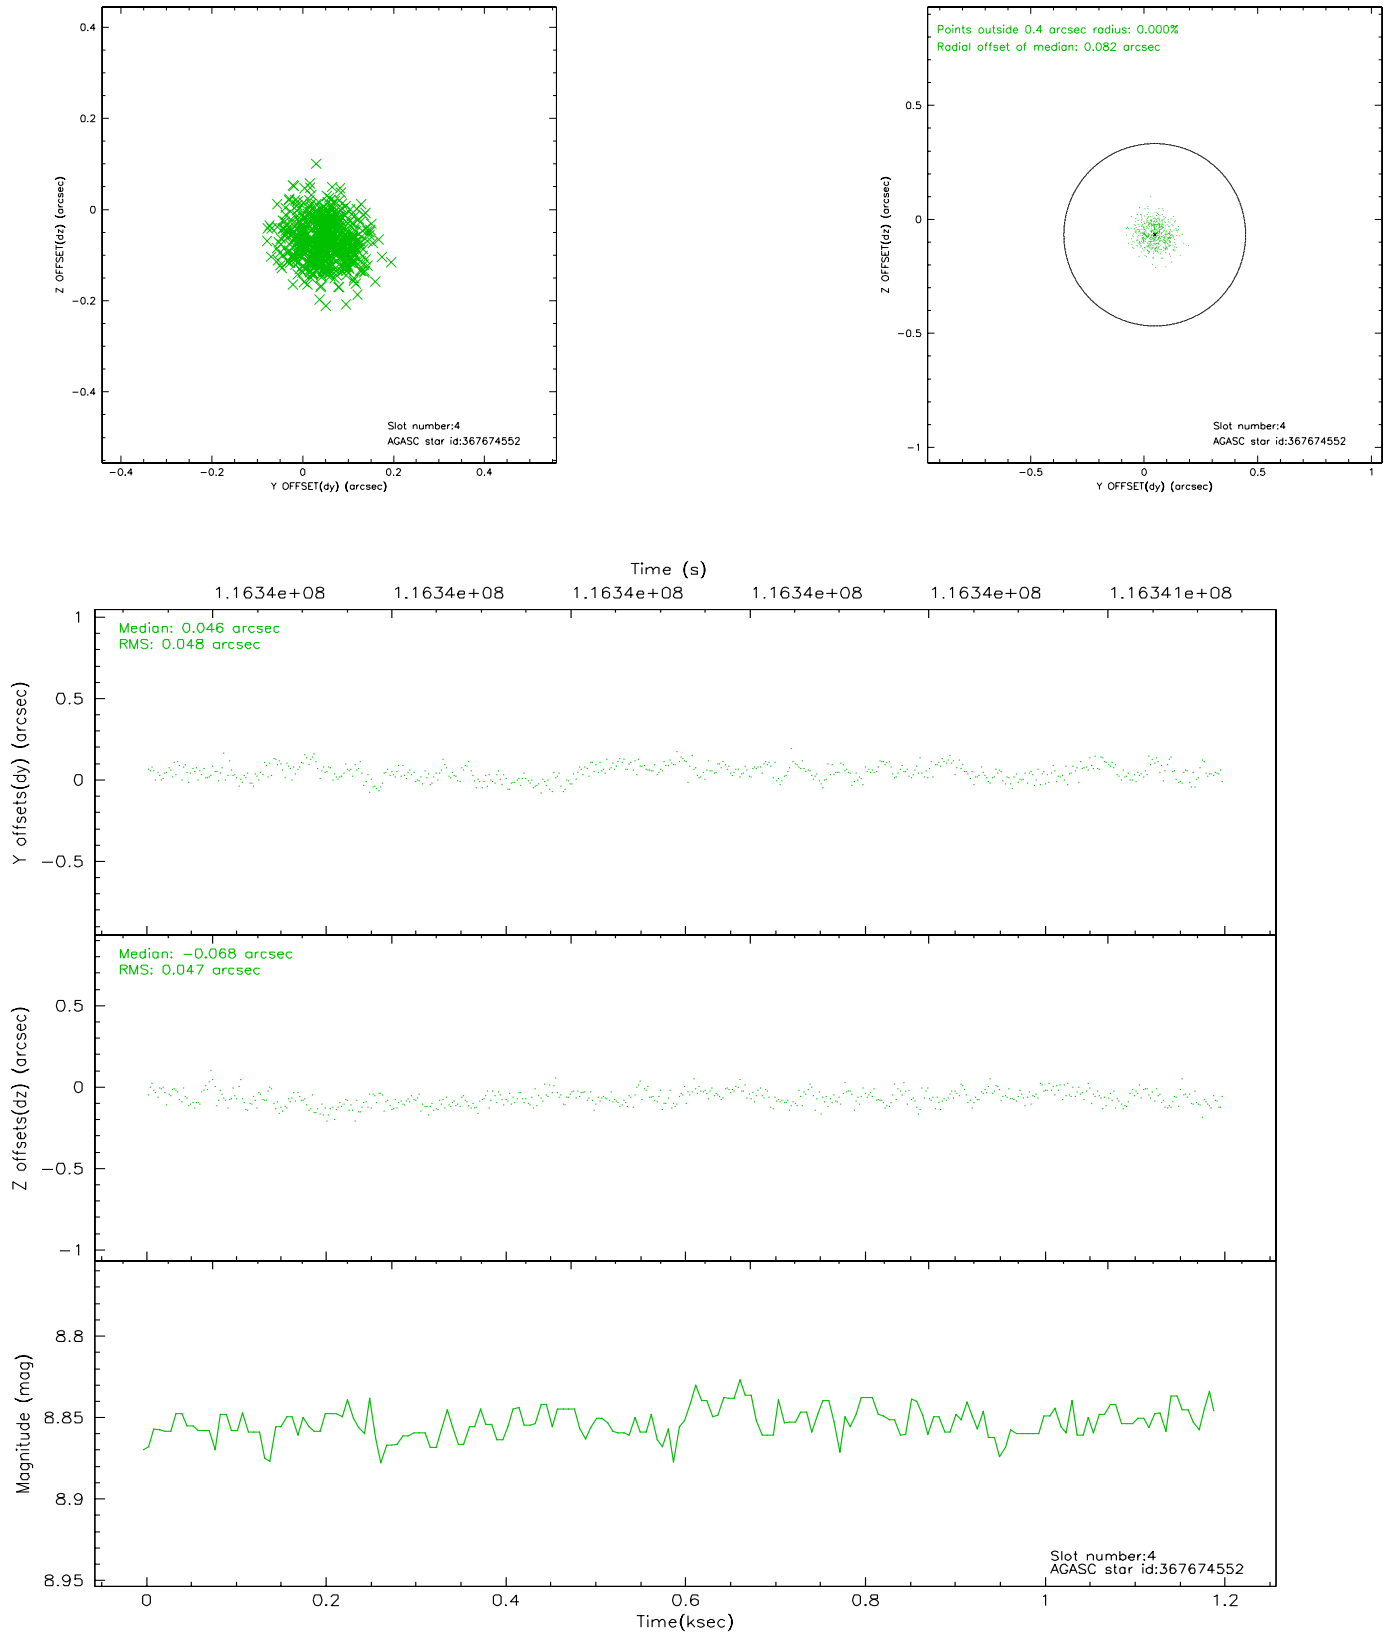 0.4
0.2
0
−0.2
−0.4
Z OFFSET(dz) (arcsec)
Slot number:4
AGASC star id:367674552
−0.4 −0.2 0 0.2 0.4
Y OFFSET(dy) (arcsec)
Points outside 0.4 arcsec radius: 0.000%
Radial offset of median: 0.082 arcsec
0.5
0
−0.5
−1
Z OFFSET(dz) (arcsec)
Slot number:4
AGASC star id:367674552
−0.5 0 0.5 1
Y OFFSET(dy) (arcsec)
Time (s)
1.1634e+08 1.1634e+08 1.1634e+08 1.1634e+08 1.1634e+08 1.16341e+08
Median: 0.046 arcsec
RMS: 0.048 arcsec
1
0.5
0
−0.5
Y offsets(dy) (arcsec)
Median: −0.068 arcsec
RMS: 0.047 arcsec
0.5
0
−0.5
−1
Z offsets(dz) (arcsec)
8.8
8.85
8.9
8.95
Magnitude (mag)
Slot number:4
AGASC star id:367674552
0 0.2 0.4 0.6 0.8 1 1.2
Time(ksec)